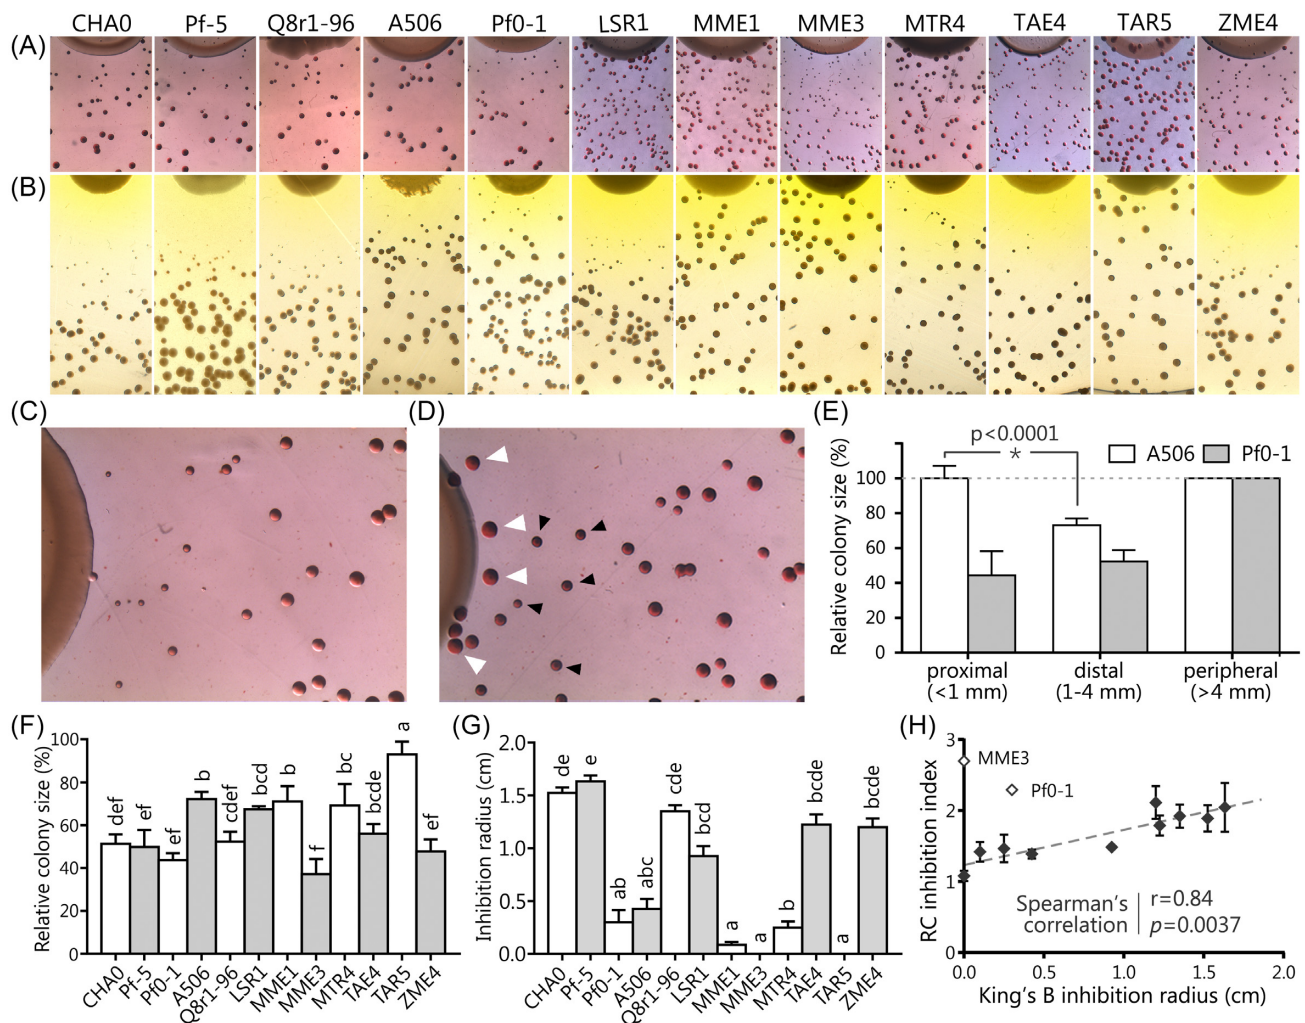 CHA0 Pf-5 Q8r1-96 A506 Pf0-1 LSR1 MME1 MME3 MTR4 TAE4 TAR5 ZME4
(A)
(B)
(C) (D) (E)
p<0.0001
*
A506 Pf0-1
Relative colony size (%)
100
80
60
40
20
0
proximal distal peripheral
(<1 mm) (1-4 mm) (>4 mm)
(F)
Relative colony size (%)
100
80
60
40
20
0
def ef ef b cdef bcd b f bc bcde a ef
CHA0 Pf-5 Pf0-1 A506 Q8r1-96 LSR1 MME1 MME3 MTR4 TAE4 TAR5 ZME4
(G)
Inhibition radius (cm)
2.0
1.5
1.0
0.5
0
de e ab abc cde bcd a a b bcde a bcde
CHA0 Pf-5 Pf0-1 A506 Q8r1-96 LSR1 MME1 MME3 MTR4 TAE4 TAR5 ZME4
(H)
RC inhibition index
3
2
1
0
MME3
Pf0-1
Spearman's r=0.84
correlation p=0.0037
0.0 0.5 1.0 1.5 2.0
King's B inhibition radius (cm)